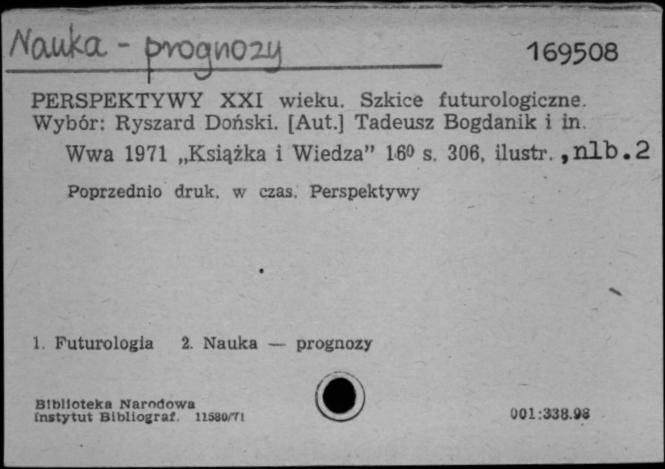 Nauka - prognozy
169508
PERSPEKTYWY XXI wieku. Szkice futurologiczne.
Wybór: Ryszard Doński. [Aut.] Tadeusz Bogdanik i in.
Wwa 1971 „Książka i Wiedza” 16⁰ s. 306, ilustr. , nlb. 2
Poprzednio druk. w czas. Perspektywy
1. Futurologia 2. Nauka — prognozy
Biblioteka Narodowa
Instytut Bibliograf. 11580/71
001:338.98